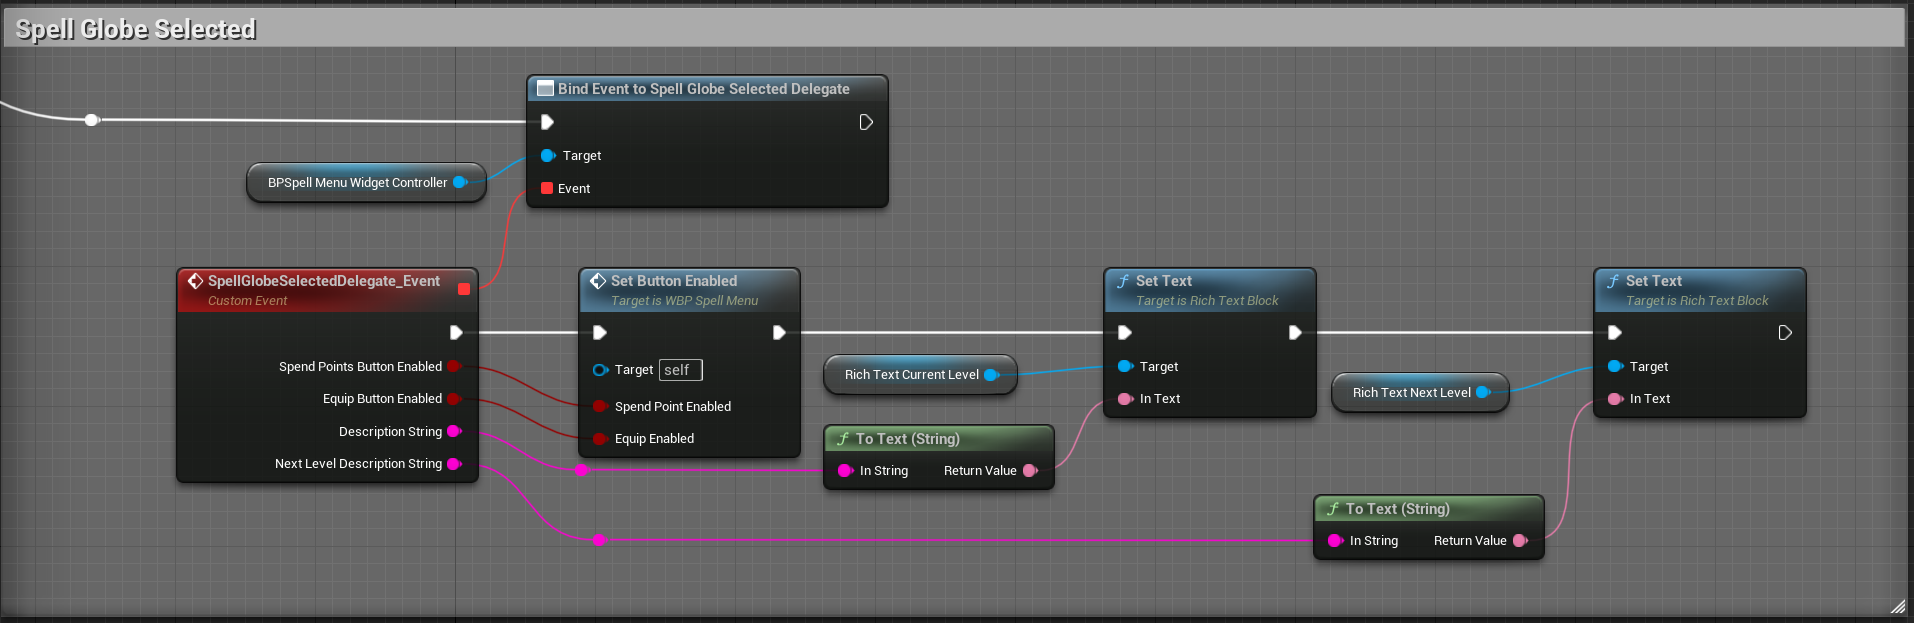 Spell Globe Selected
Bind Event to Spell Globe Selected Delegate
Target
BPSpell Menu Widget Controller
Event
SpellGlobeSelectedDelegate_Event
Custom Event
Spend Points Button Enabled
Equip Button Enabled
Description String
Next Level Description String
Set Button Enabled
Target is WBP Spell Menu
Target self
Spend Point Enabled
Equip Enabled
Rich Text Current Level
To Text (String)
In String Return Value
Set Text
Target is Rich Text Block
Target
In Text
Rich Text Next Level
To Text (String)
In String Return Value
Set Text
Target is Rich Text Block
Target
In Text